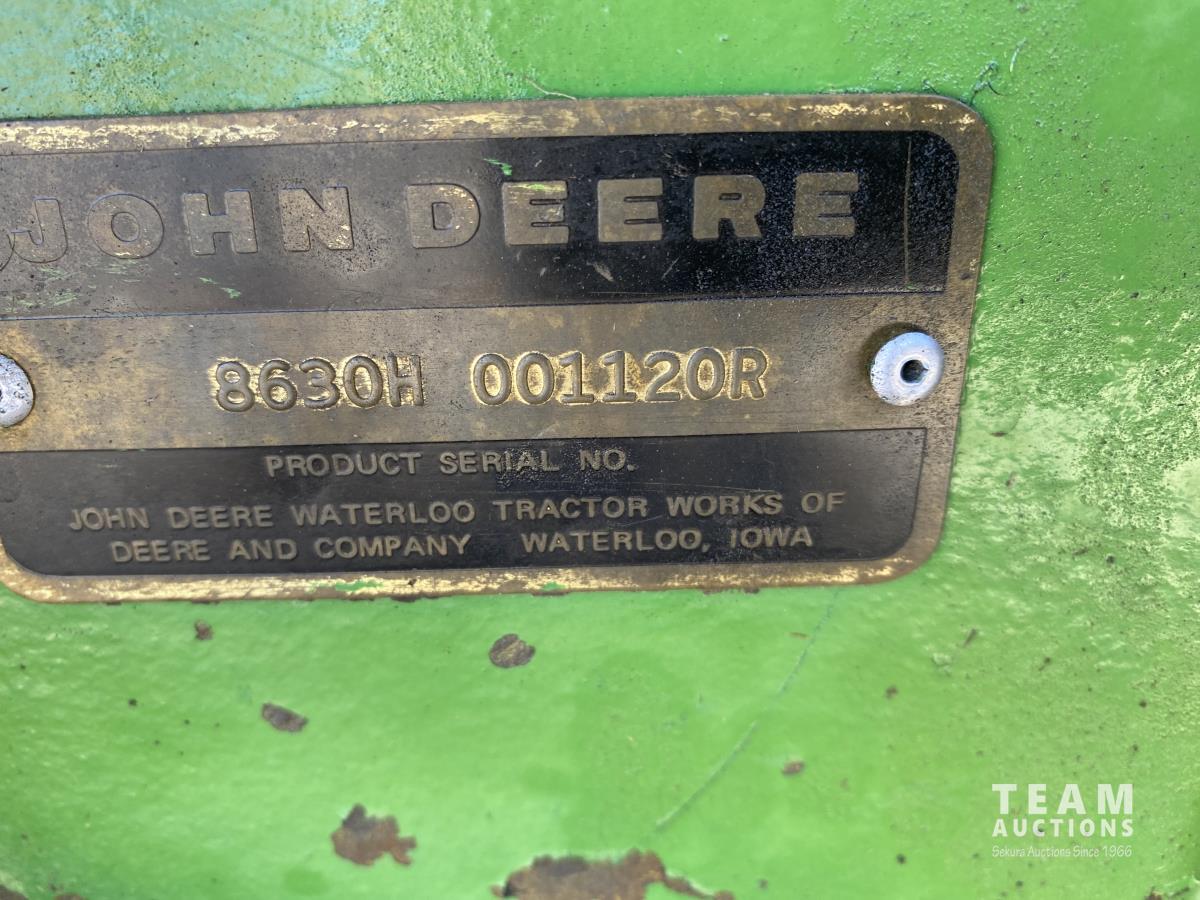 JOHN DEERE
8630H 001120R
PRODUCT SERIAL NO.
JOHN DEERE WATERLOO TRACTOR WORKS OF
DEERE AND COMPANY WATERLOO, IOWA
TEAM
AUCTIONS
Sekura Auctions Since 1966